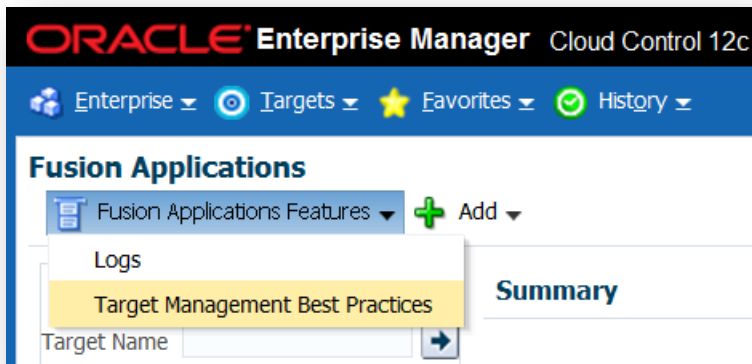 ORACLE Enterprise Manager Cloud Control 12c
Enterprise Targets Favorites History
Fusion Applications
Fusion Applications Features Add
Logs
Target Management Best Practices
Summary
Target Name